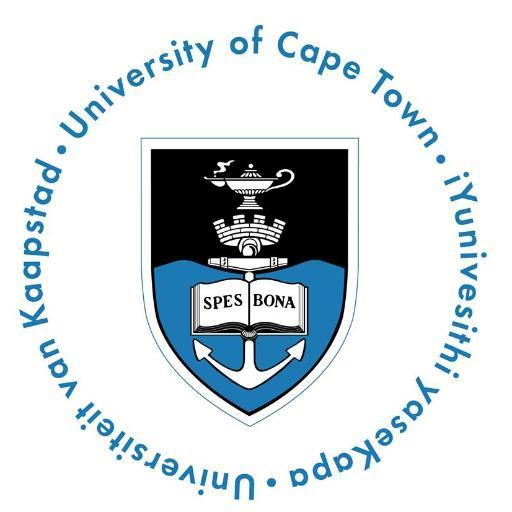 University of Cape Town • iYunivesithi yaseKapa • Universiteit van Kaapstad •
SPES BONA